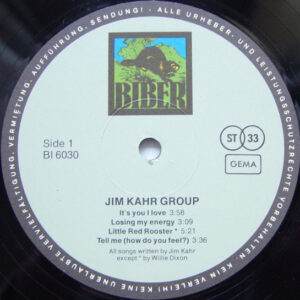 ALLE URHEBER- UND LEISTUNGSSCHUTZRECHTE VORBEHALTEN. KEIN VERLEIH! KEINE UNERLAUBTE VERVIELFÄLTIGUNG, VERMIETUNG, AUFFÜHRUNG, SENDUNG! -
BIBER
Side 1
BI 6030
ST 33
GEMA
JIM KAHR GROUP
It's you I love 3:58
Losing my energy 3:09
Little Red Rooster * 5:21
Tell me (how do you feel?) 3:36
All songs written by Jim Kahr
except * by Willie Dixon